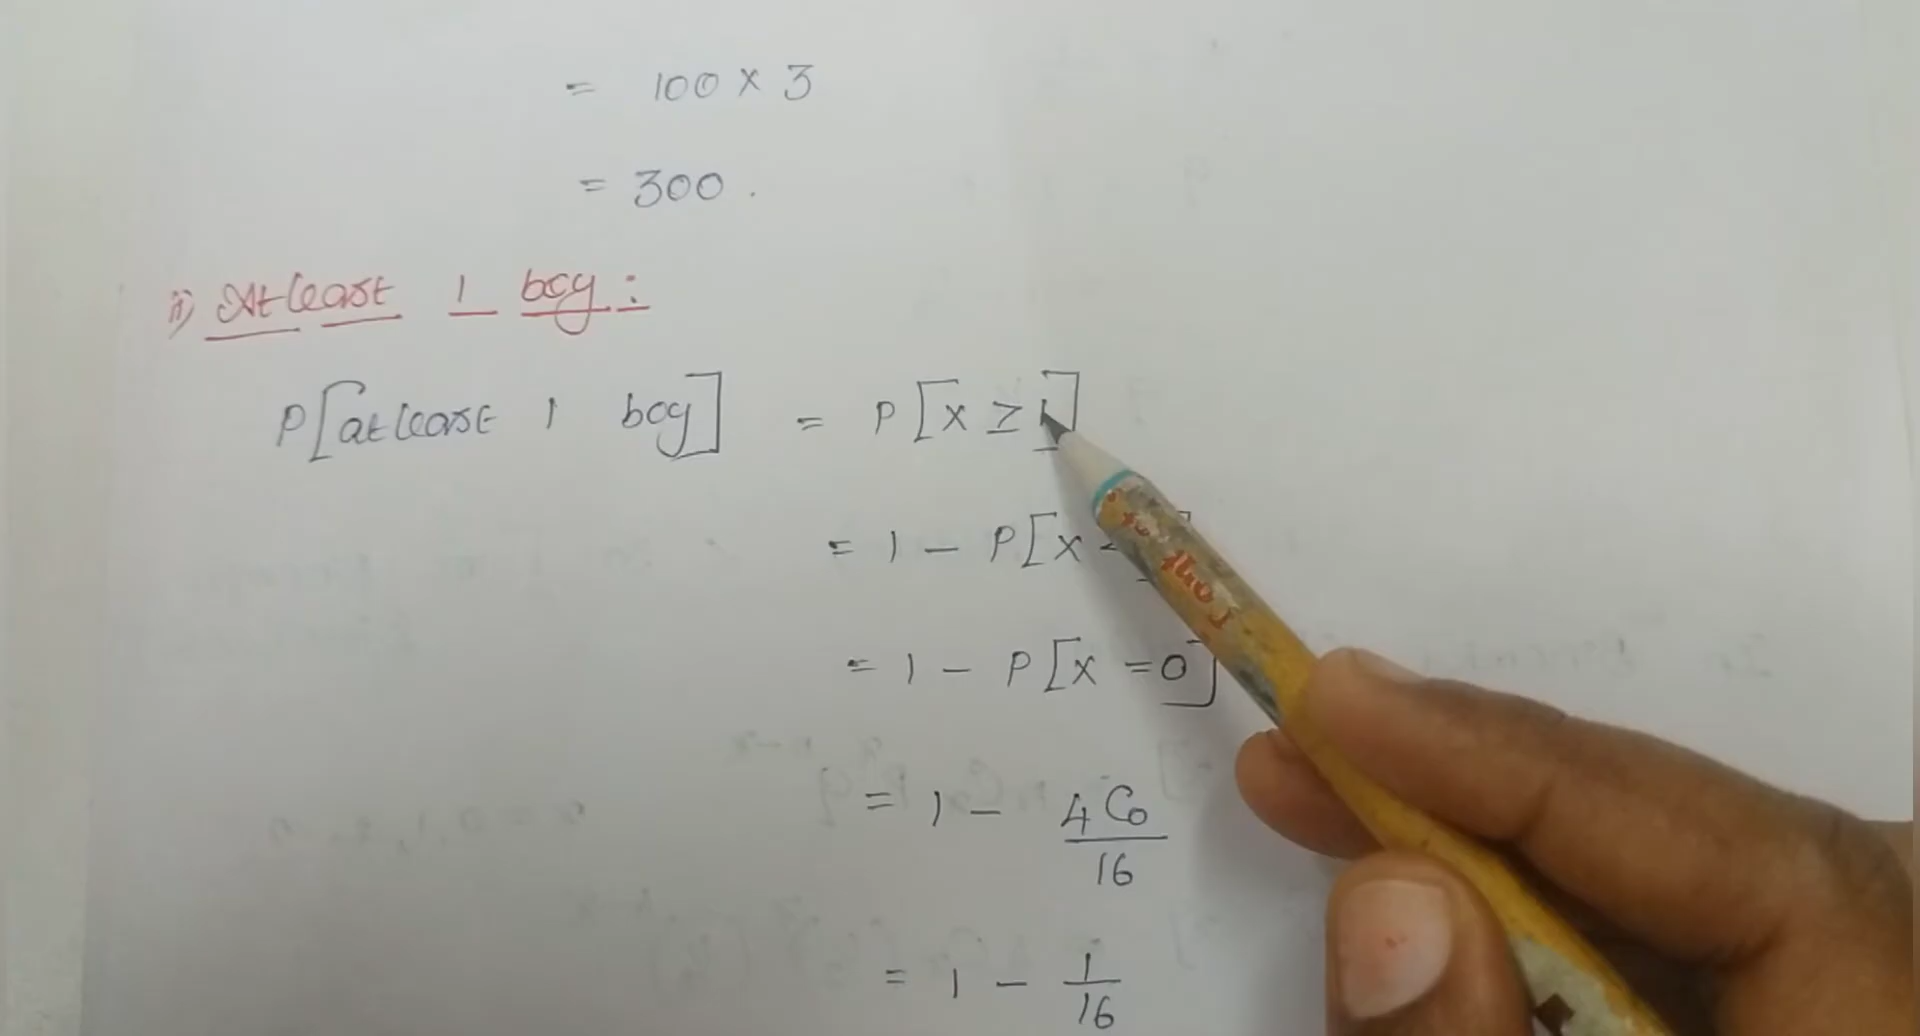 = 100 × 3
= 300 .
ii) Atleast 1 boy :
P[atleast 1 boy] = P[x ≥ 1]
= 1 - P[x <
= 1 - P[x =0]
= 1 - 4C0/16
= 1 - 1/16